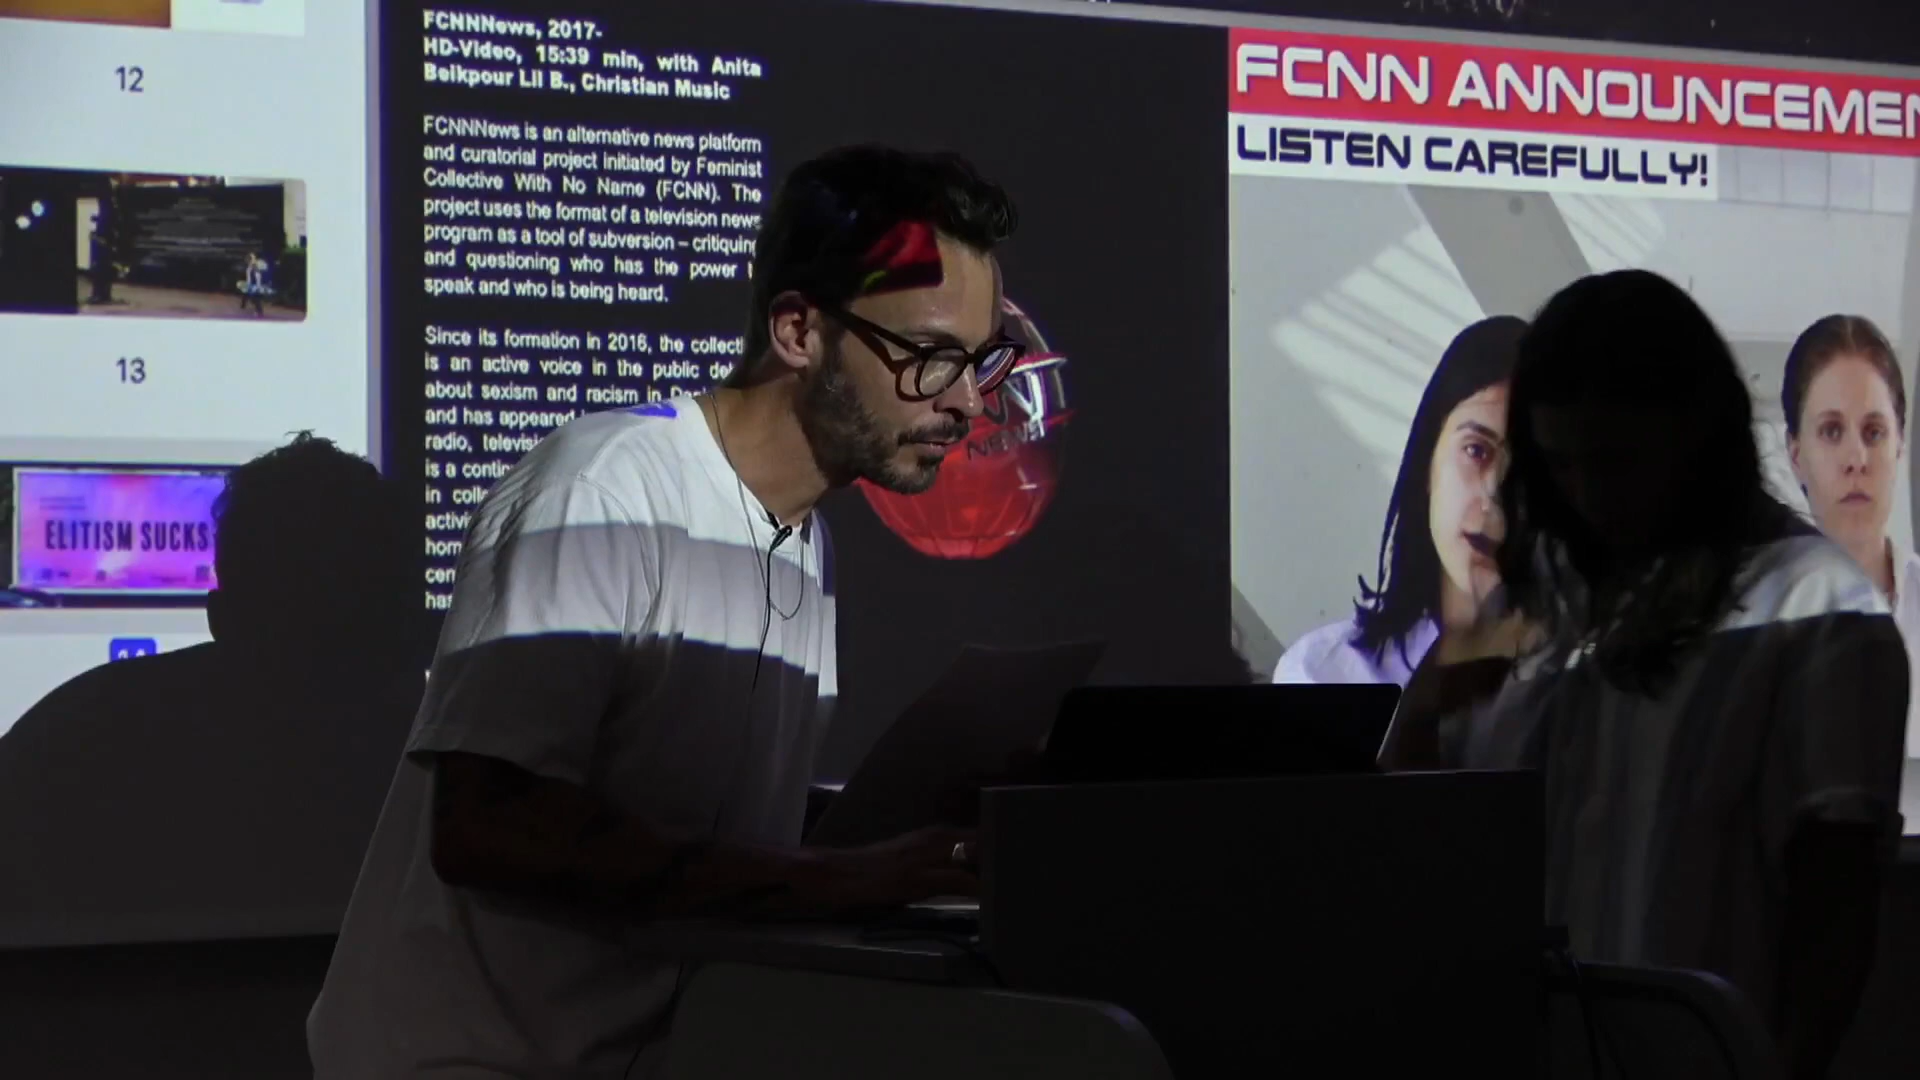 12
13
ELITISM SUCKS
FCNNNews, 2017-
HD-Video, 15:39 min, with Anita
Beikpour Lil B., Christian Music
FCNNNews is an alternative news platform
and curatorial project initiated by Feminist
Collective With No Name (FCNN). The
project uses the format of a television news
program as a tool of subversion – critiquing
and questioning who has the power
speak and who is being heard.
Since its formation in 2016, the
is an active voice in the public
about sexism and racism in
and has appeared
radio,
is a
in
NEWS
FCNN ANNOUNCEMEN
LISTEN CAREFULLY!